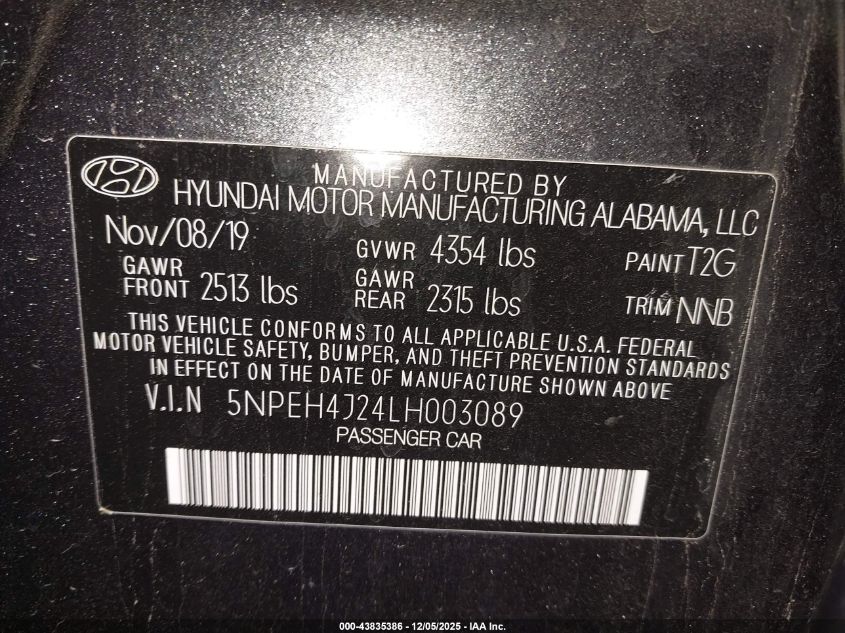 MANUFACTURED BY
HYUNDAI MOTOR MANUFACTURING ALABAMA, LLC
Nov/08/19 GVWR 4354 lbs PAINT T2G
GAWR FRONT 2513 lbs GAWR REAR 2315 lbs TRIM NNB
THIS VEHICLE CONFORMS TO ALL APPLICABLE U.S.A. FEDERAL
MOTOR VEHICLE SAFETY, BUMPER, AND THEFT PREVENTION STANDARDS
IN EFFECT ON THE DATE OF MANUFACTURE SHOWN ABOVE
V.I.N 5NPEH4J24LH003089
PASSENGER CAR
000-43835386 - 12/05/2025 - IAA Inc.